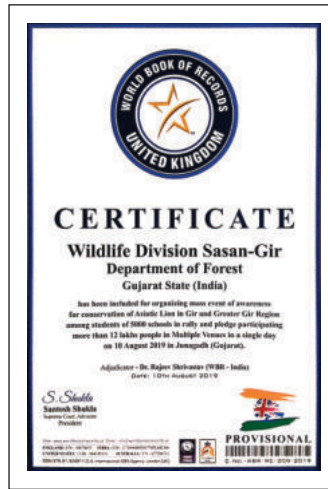 WORLD BOOK OF RECORDS
UNITED KINGDOM
CERTIFICATE
Wildlife Division Sasan-Gir
Department of Forest
Gujarat State (India)
has been included for organizing mass event of awareness
for conservation of Asiatic Lion in Gir and Greater Gir Region
among students of 5000 schools in rally and pledge participating
more than 12 lakhs people in Multiple Venues in a single day
on 10 August 2019 in Junagadh (Gujarat).
Adjudicator - Dr. Rajeev Shrivastav (WBR - India)
DATE: 10TH AUGUST 2019
S. Shukla
Santosh Shukla
Supreme Court Advocate
President
PROVISIONAL